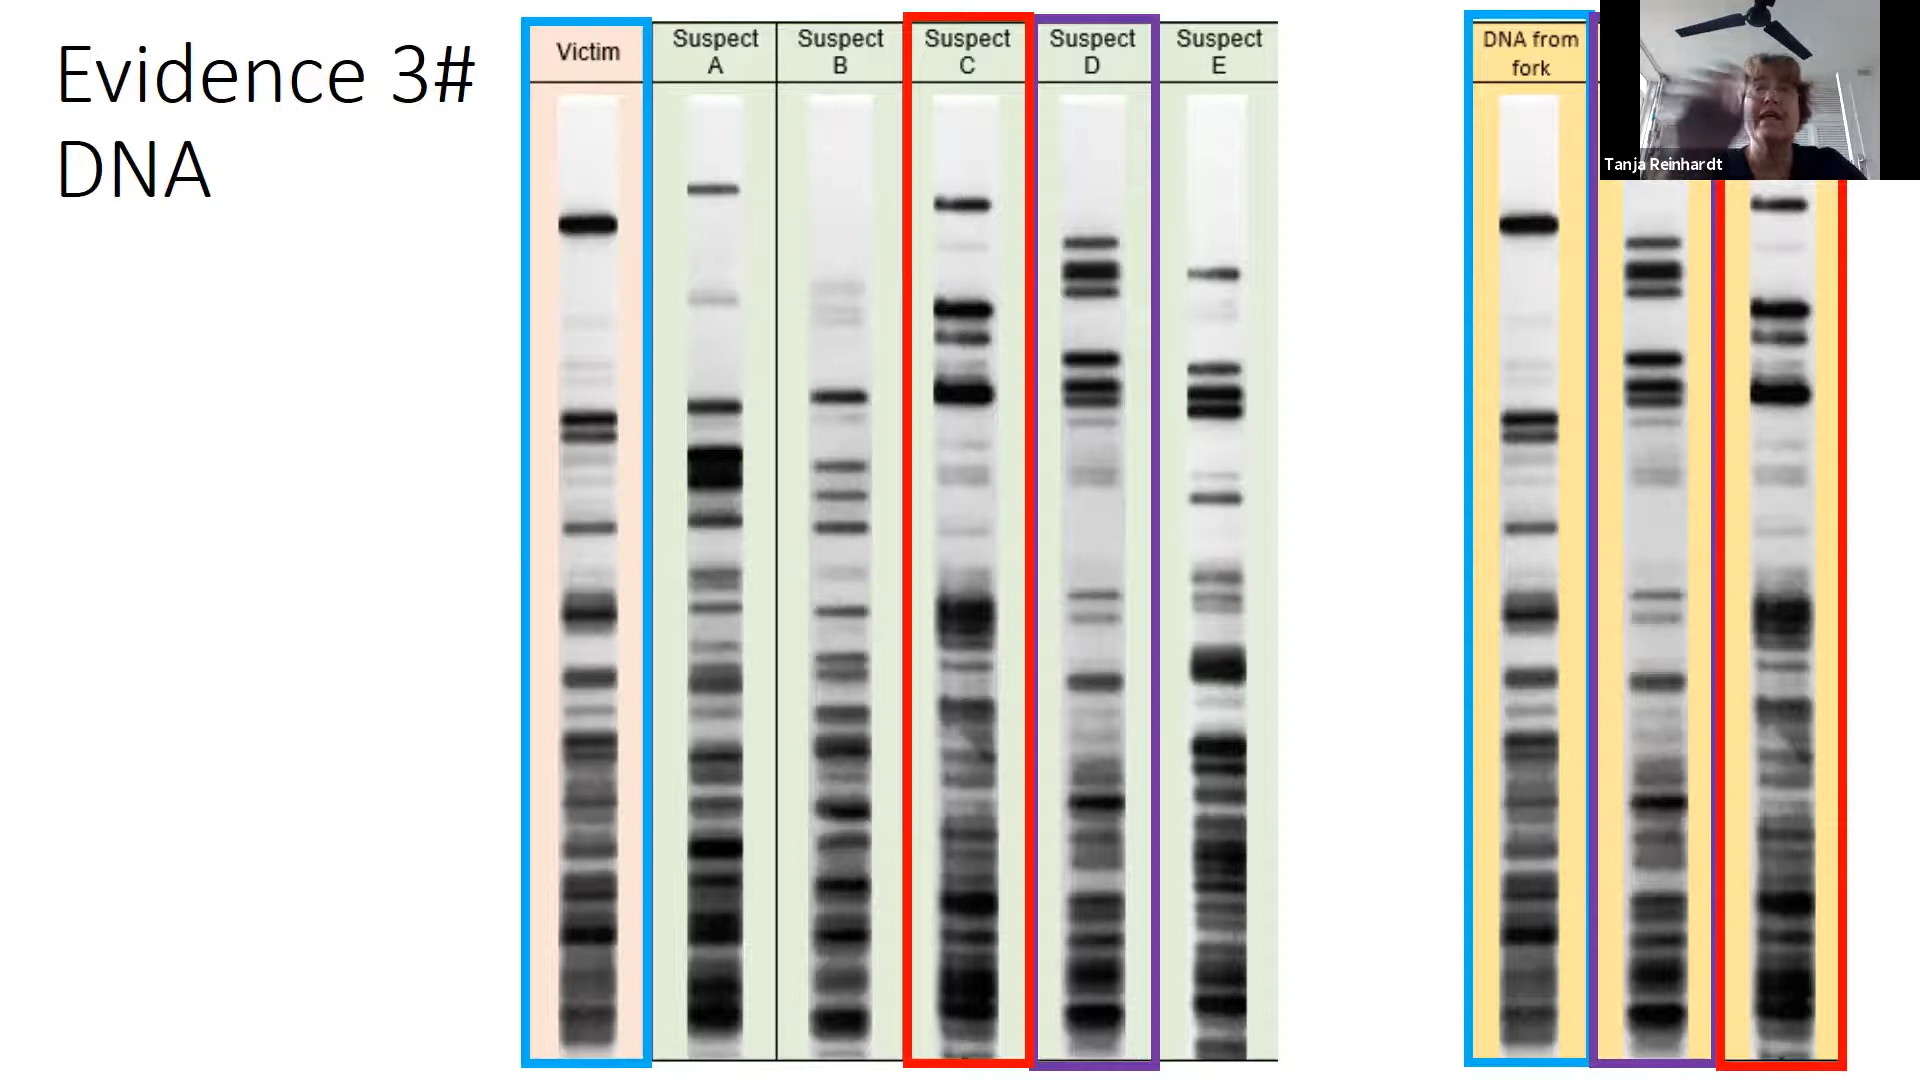 Evidence 3#
DNA
Victim
Suspect
A
Suspect
B
Suspect
C
Suspect
D
Suspect
E
DNA from
fork
Tanja Reinhardt